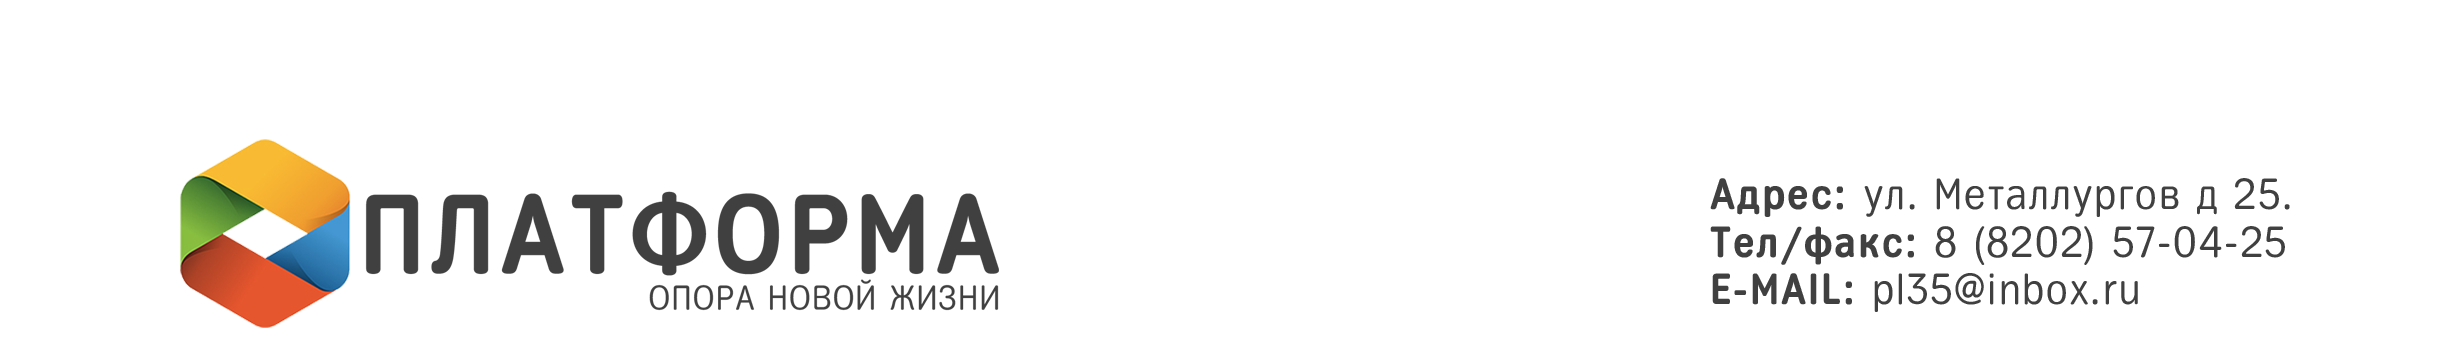 ПЛАТФОРМА
ОПОРА НОВОЙ ЖИЗНИ
Адрес: ул. Металлургов д 25.
Тел/факс: 8 (8202) 57-04-25
E-MAIL: pl35@inbox.ru